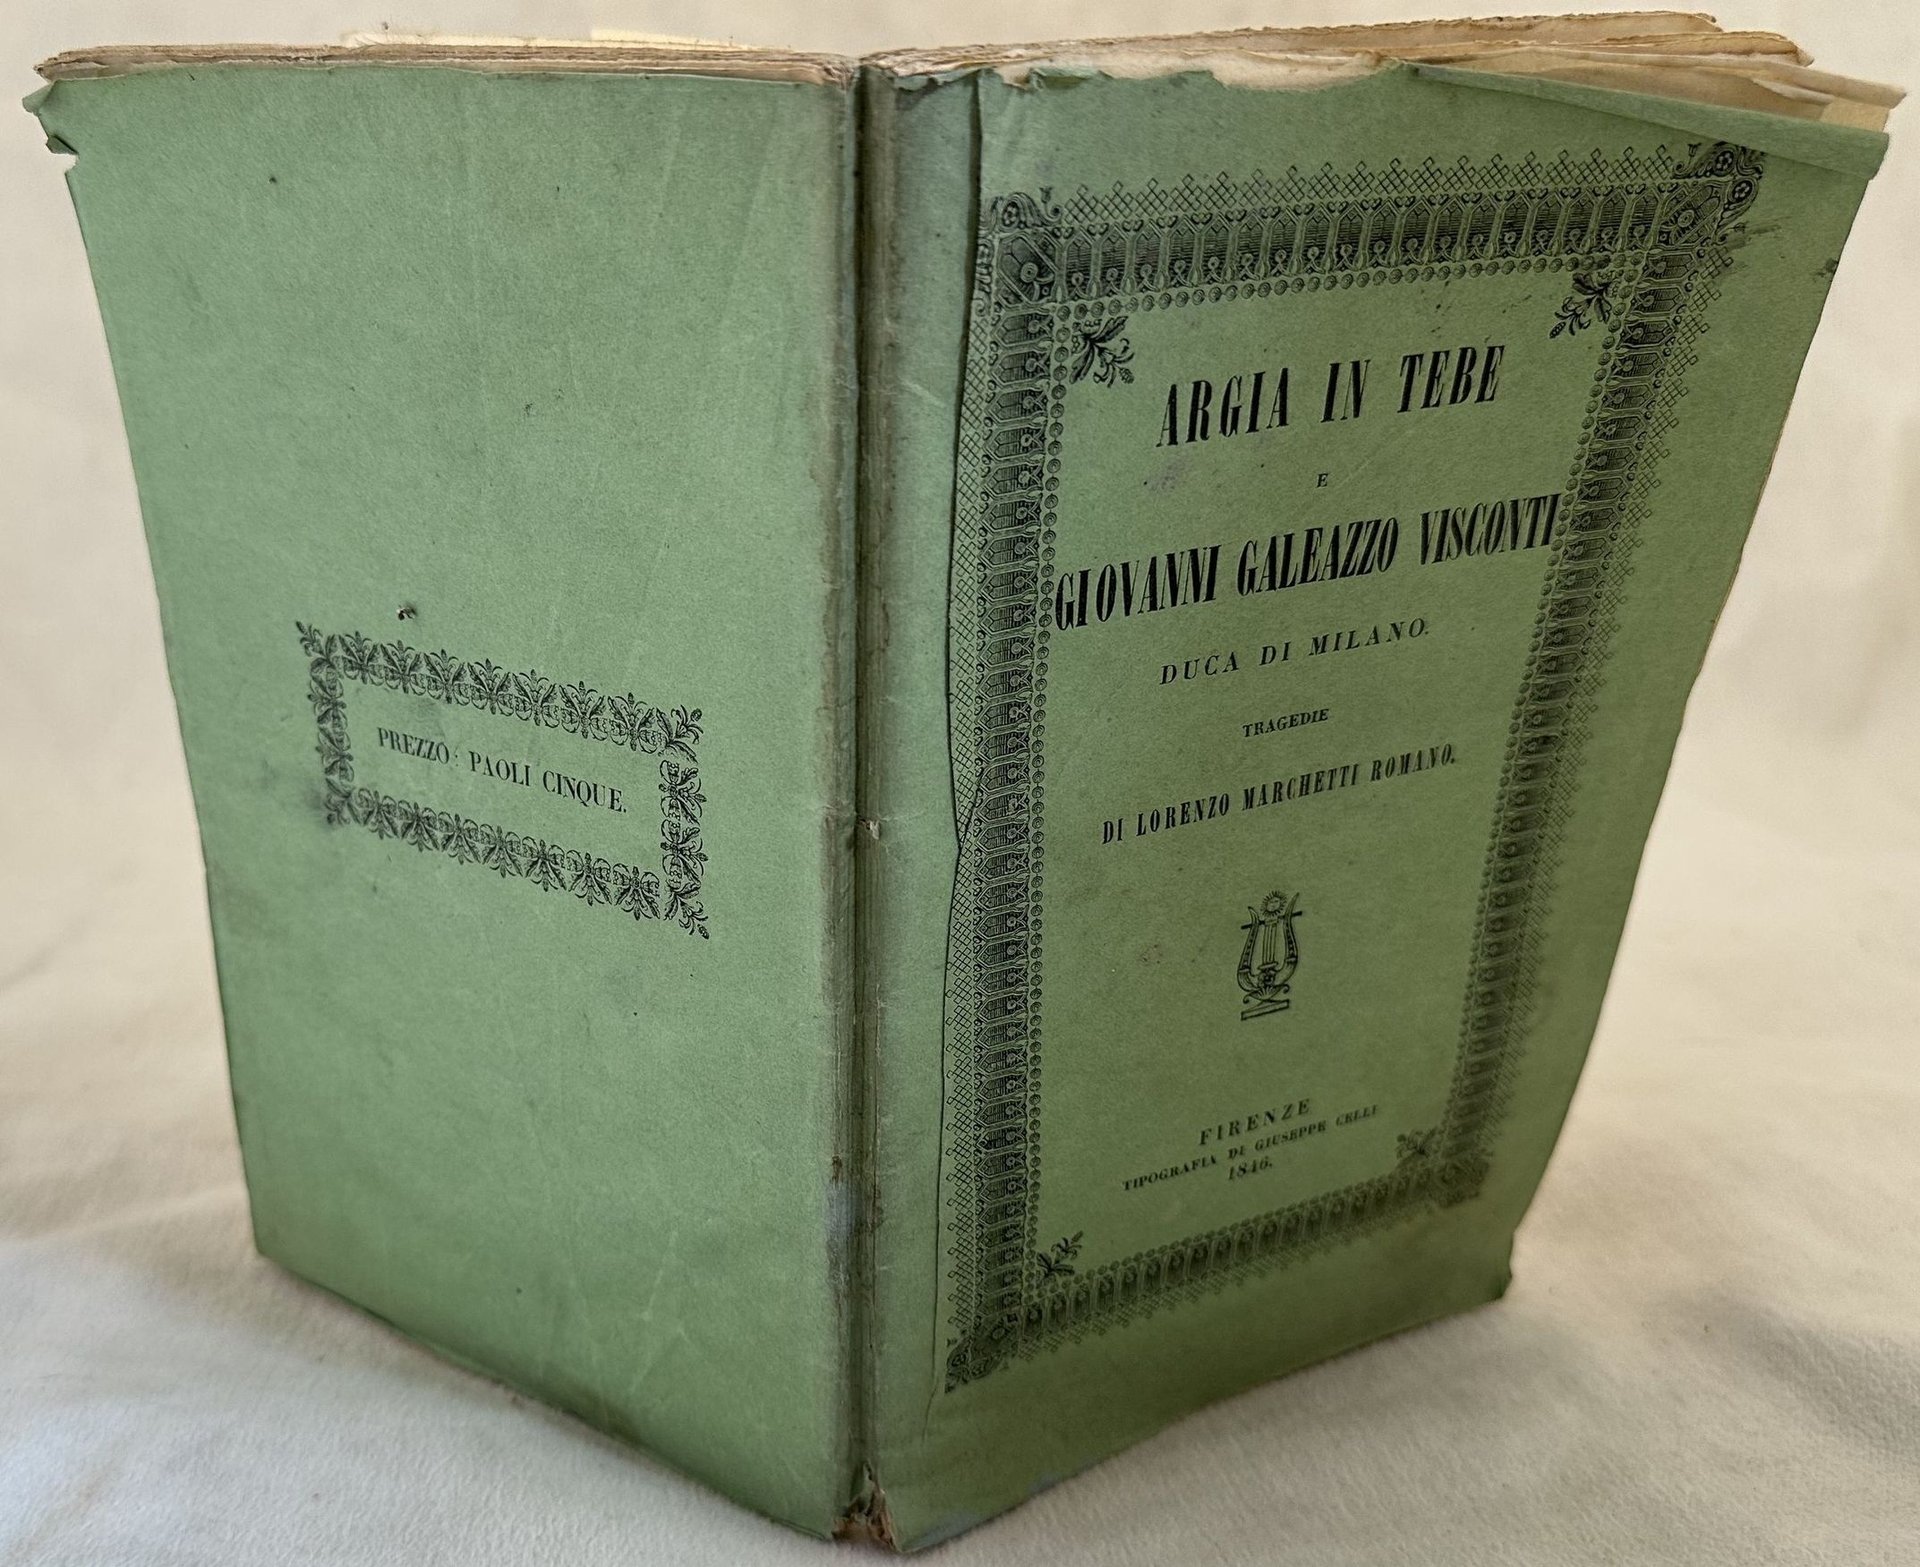 ARGIA IN TEBE
E
GIOVANNI GALEAZZO VISCONTI
DUCA DI MILANO.
TRAGEDIE
DI LORENZO MARCHETTI ROMANO.
FIRENZE
TIPOGRAFIA DI GIUSEPPE CELLI
1846.
PREZZO: PAOLI CINQUE.